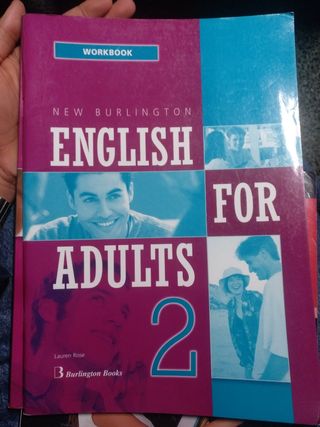 WORKBOOK
NEW BURLINGTON
ENGLISH
FOR
ADULTS
2
Lauren Rose
B Burlington Books